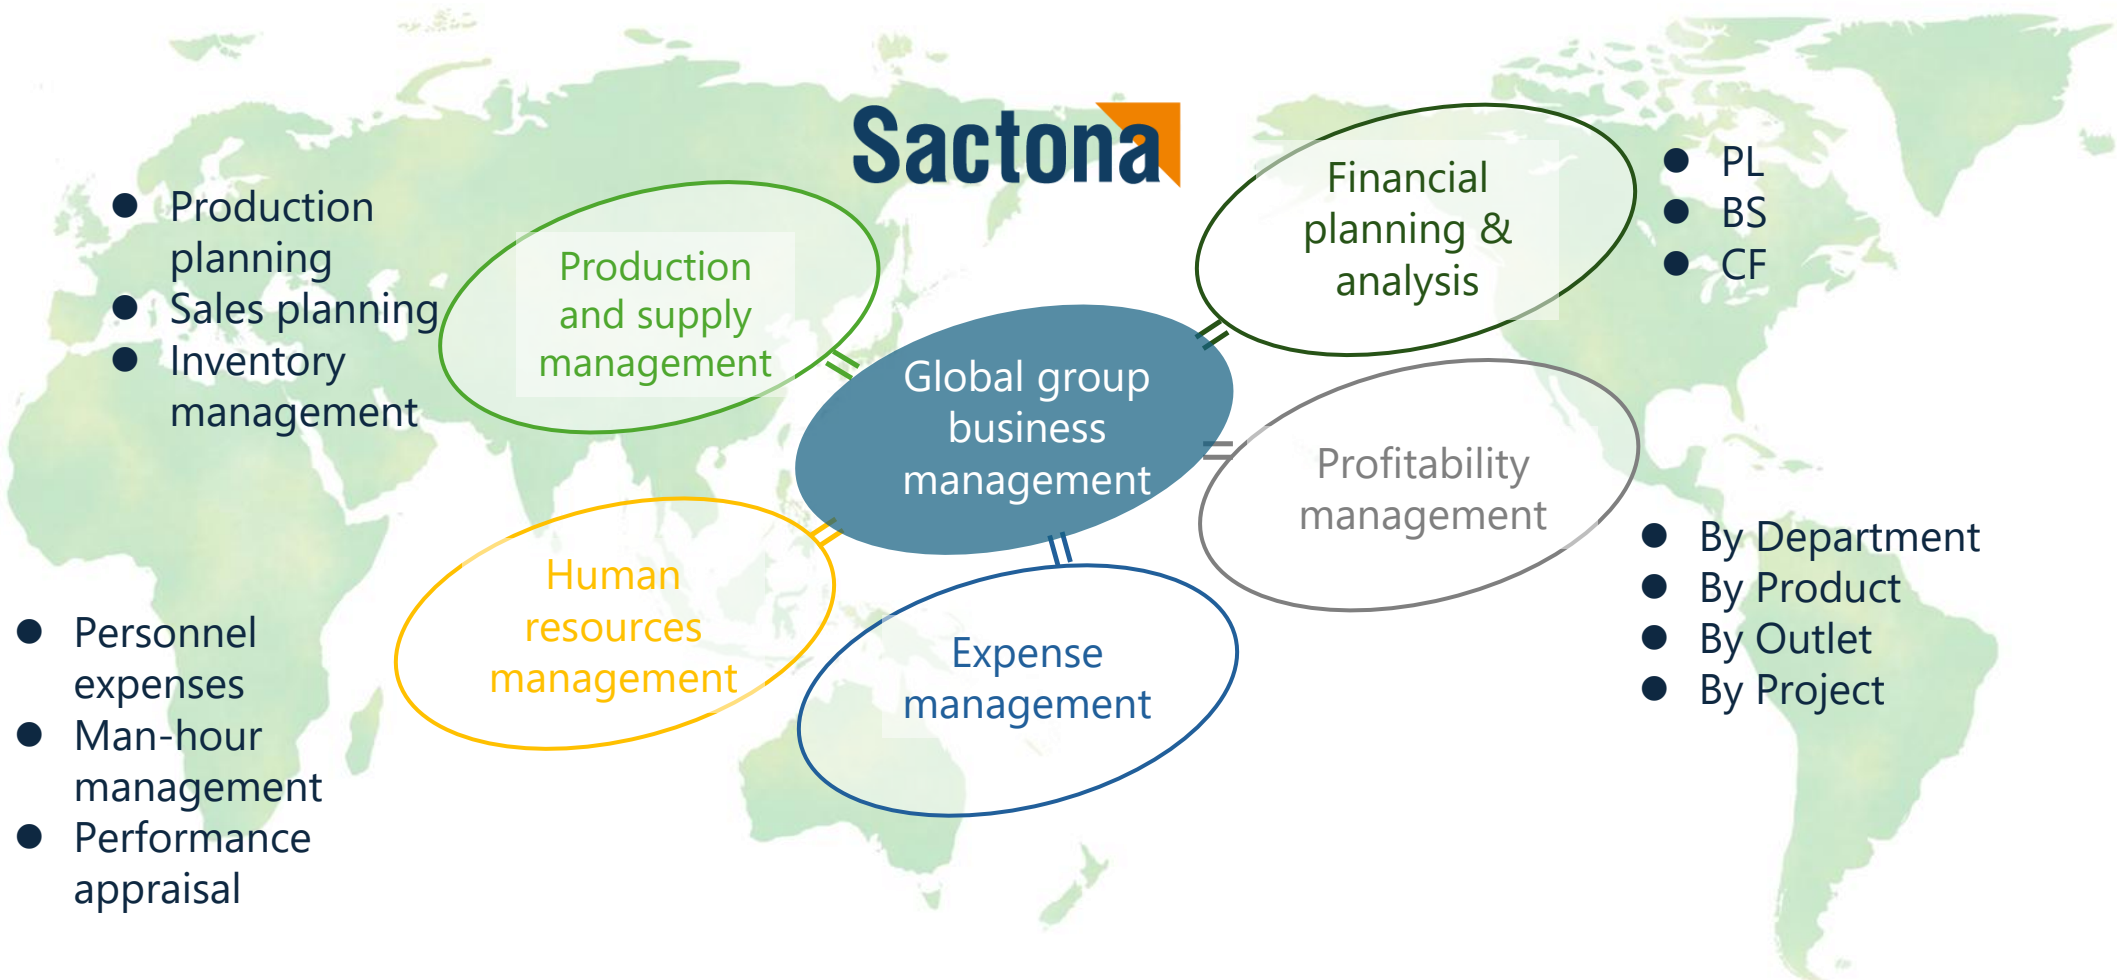 Sactona
Production
planning
Sales planning
Inventory
management
Production
and supply
management
Financial
planning &
analysis
PL
BS
CF
Global group
business
management
Profitability
management
By Department
By Product
By Outlet
By Project
Human
resources
management
Personnel
expenses
Man-hour
management
Performance
appraisal
Expense
management